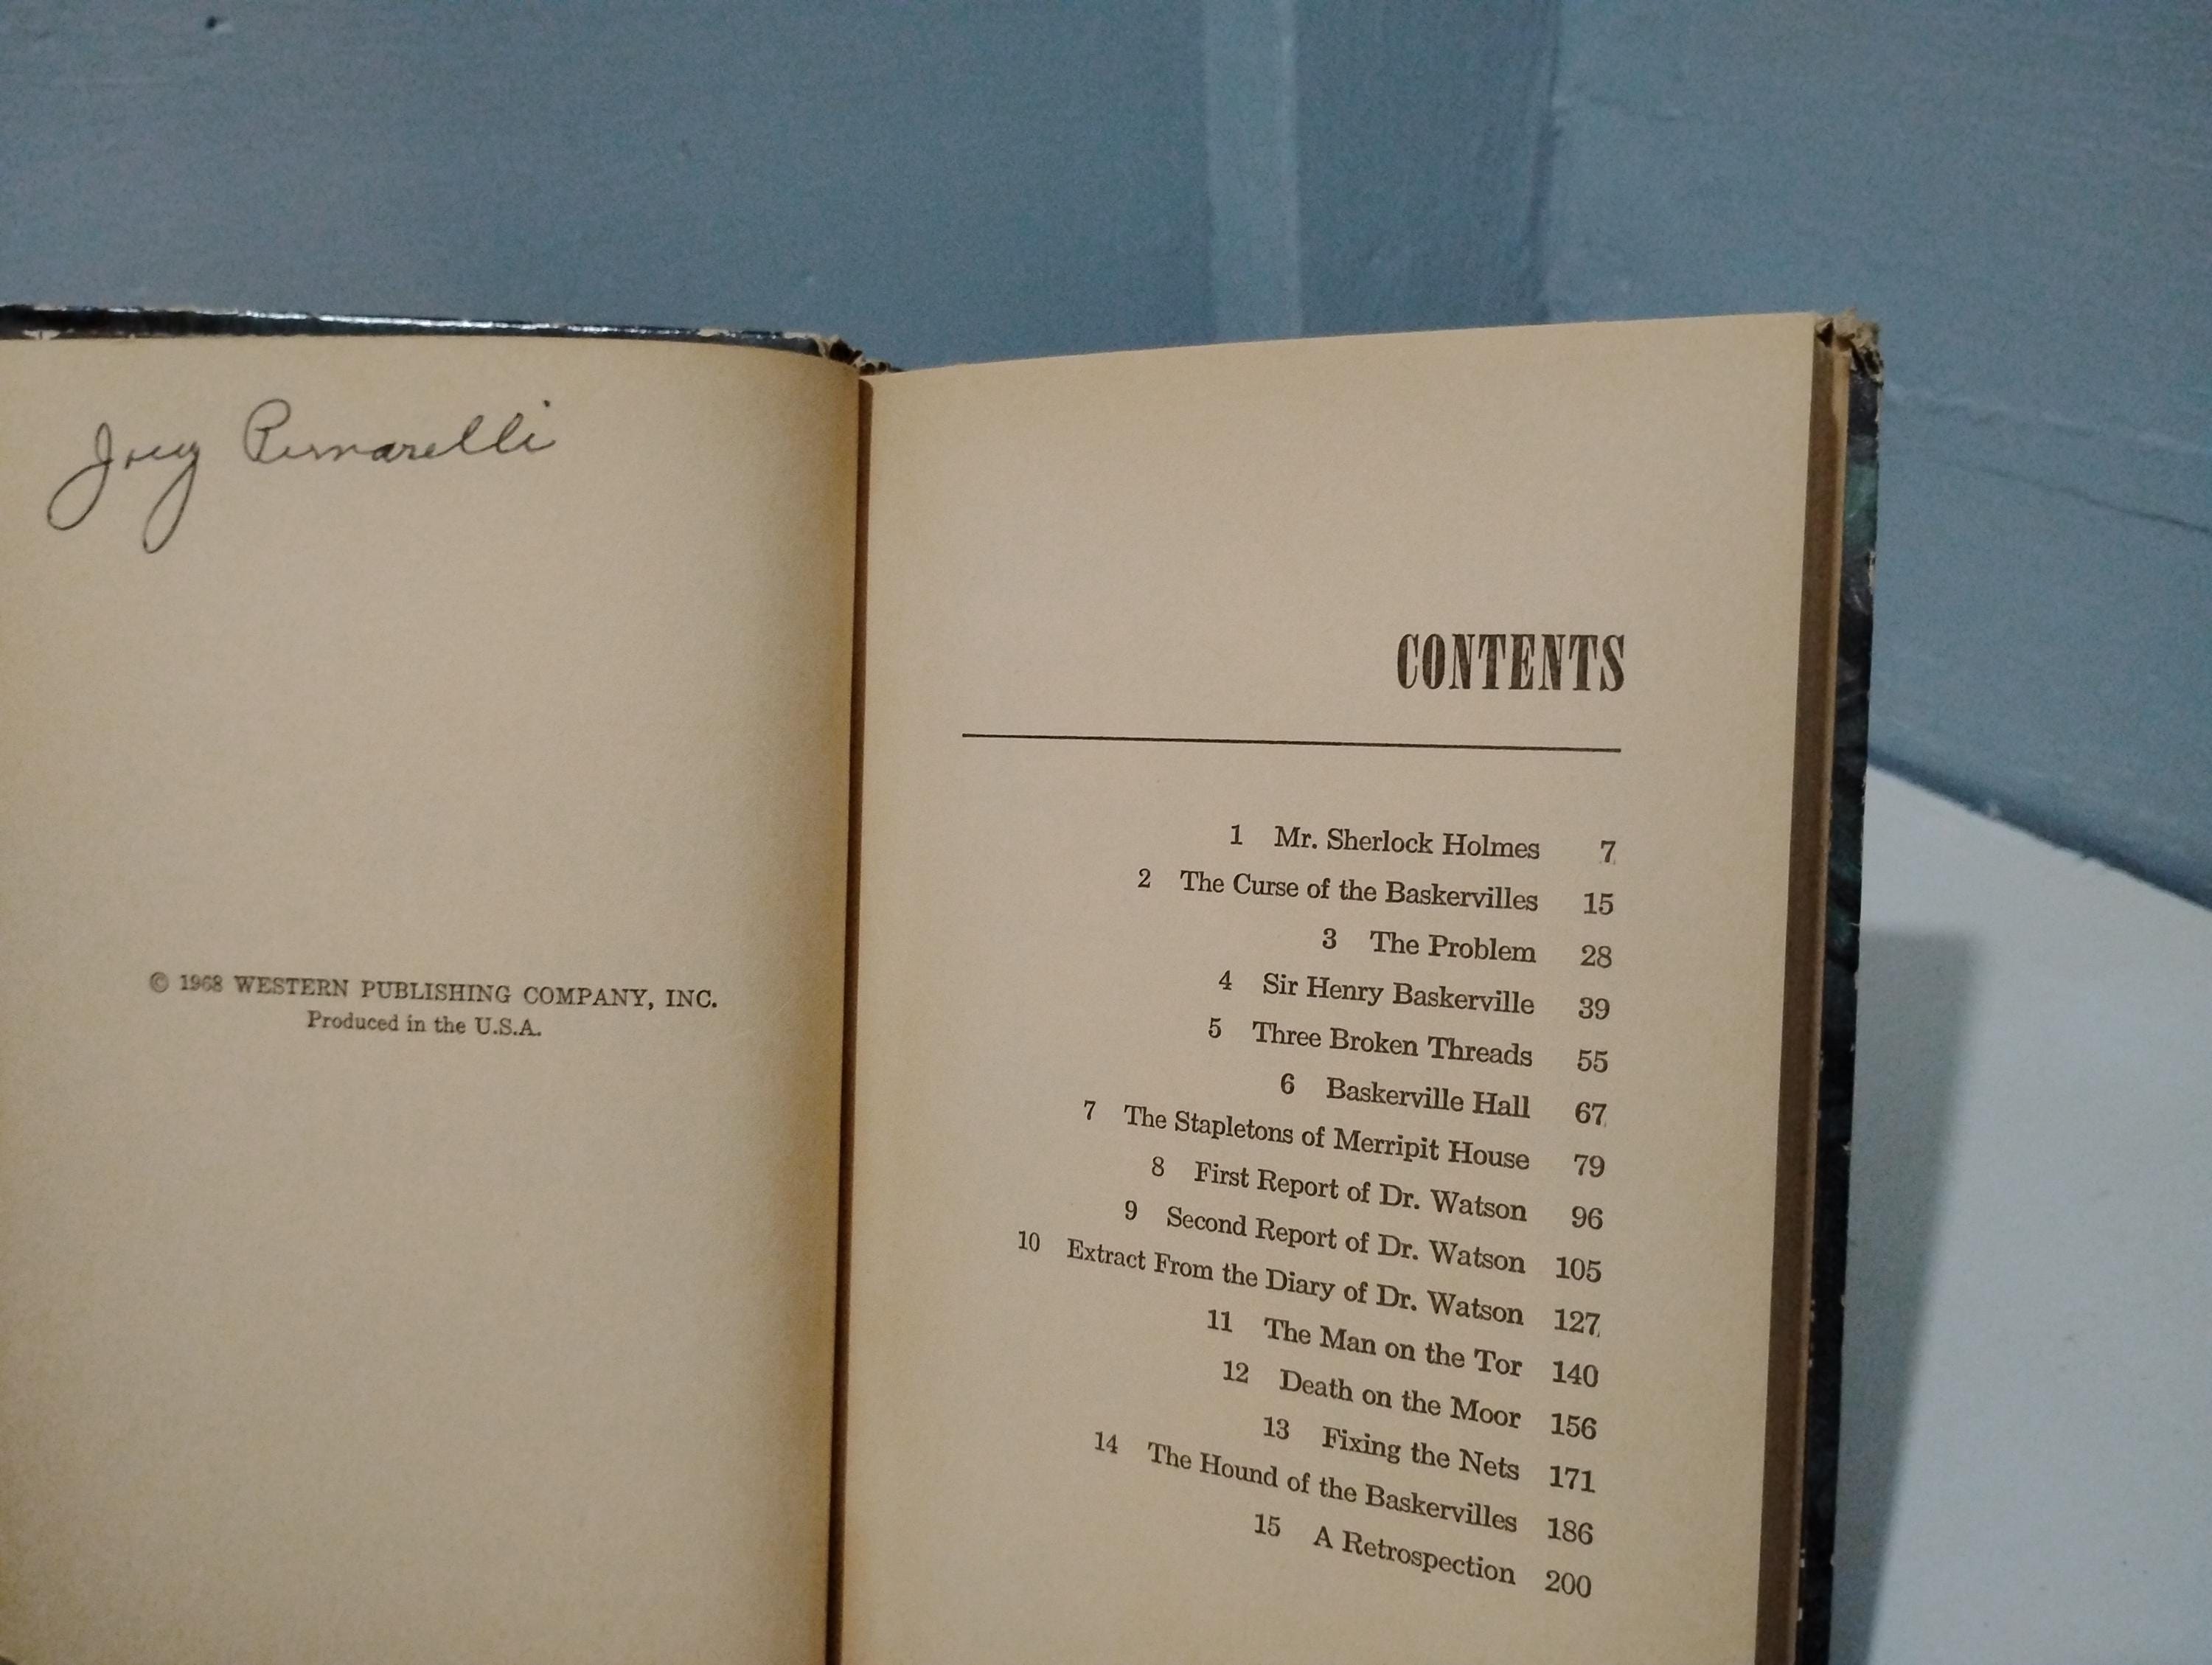 © 1968 WESTERN PUBLISHING COMPANY, INC.
Produced in the U.S.A.
CONTENTS
1 Mr. Sherlock Holmes 7
2 The Curse of the Baskervilles 15
3 The Problem 28
4 Sir Henry Baskerville 39
5 Three Broken Threads 55
6 Baskerville Hall 67
7 The Stapletons of Merripit House 79
8 First Report of Dr. Watson 96
9 Second Report of Dr. Watson 105
10 Extract From the Diary of Dr. Watson 127
11 The Man on the Tor 140
12 Death on the Moor 156
13 Fixing the Nets 171
14 The Hound of the Baskervilles 186
15 A Retrospection 200